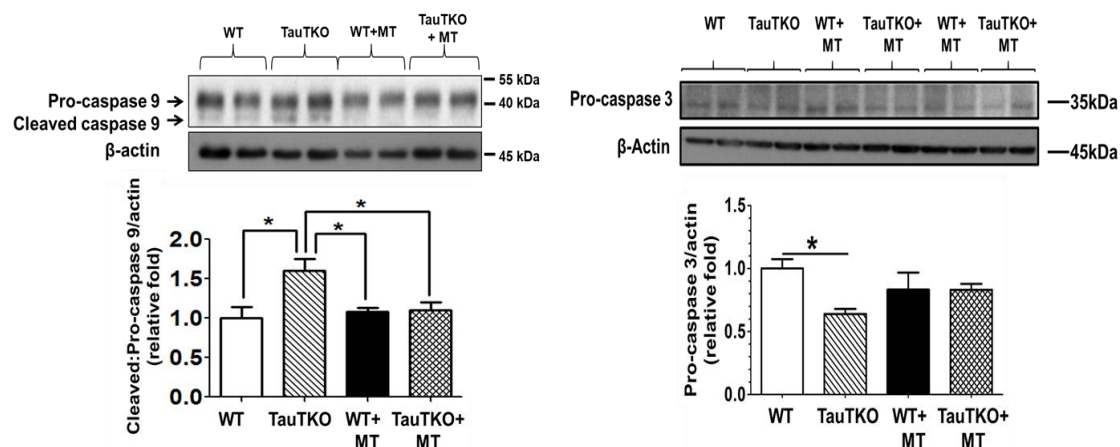 WT
TauTKO
WT+MT
TauTKO
+ MT
Pro-caspase 9
Cleaved caspase 9
β-actin
55 kDa
40 kDa
45 kDa
Cleaved:Pro-caspase 9/actin
(relative fold)
2.0
1.5
1.0
0.5
0.0
*
*
*
WT
TauTKO
WT+
MT
TauTKO+
MT
WT
TauTKO
WT+
MT
TauTKO+
MT
WT+
MT
TauTKO+
MT
Pro-caspase 3
β-Actin
35kDa
45kDa
Pro-caspase 3/actin
(relative fold)
1.5
1.0
0.5
0.0
*
WT
TauTKO
WT+
MT
TauTKO+
MT